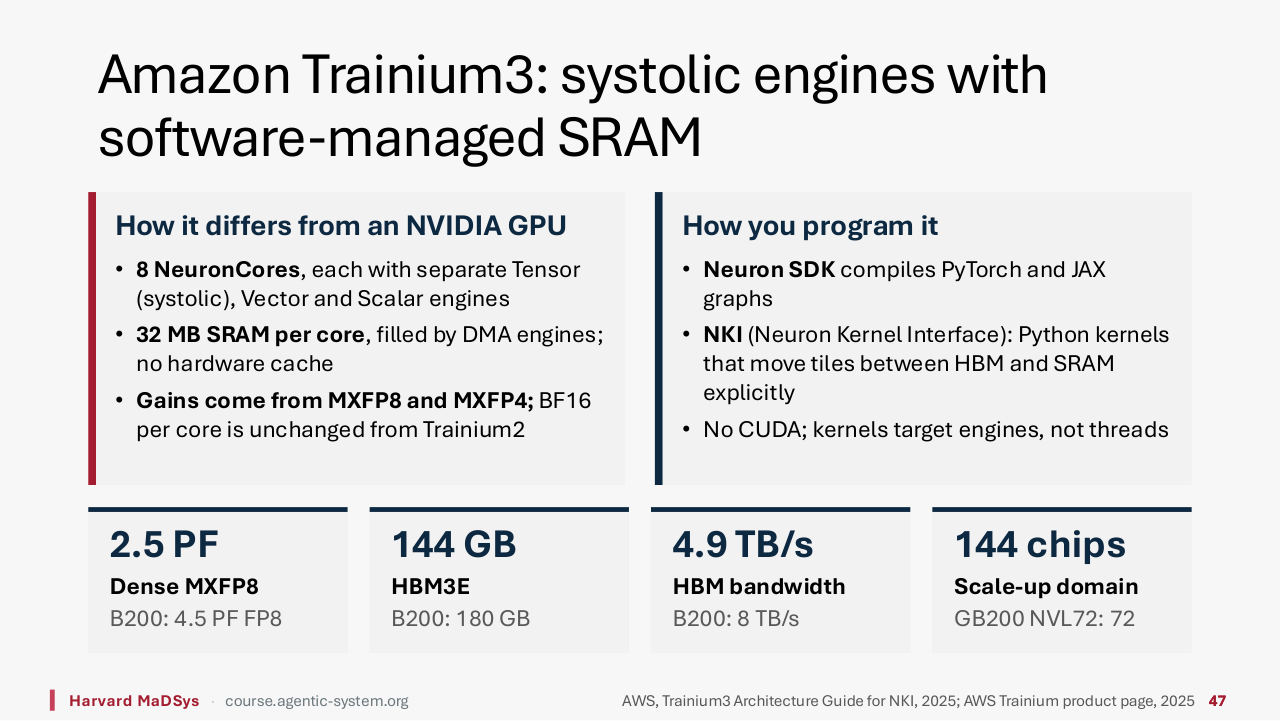 Amazon Trainium3: systolic engines with
software-managed SRAM
How it differs from an NVIDIA GPU
• 8 NeuronCores, each with separate Tensor
(systolic), Vector and Scalar engines
• 32 MB SRAM per core, filled by DMA engines;
no hardware cache
• Gains come from MXFP8 and MXFP4; BF16
per core is unchanged from Trainium2
How you program it
• Neuron SDK compiles PyTorch and JAX
graphs
• NKI (Neuron Kernel Interface): Python kernels
that move tiles between HBM and SRAM
explicitly
• No CUDA; kernels target engines, not threads
2.5 PF
Dense MXFP8
B200: 4.5 PF FP8
144 GB
HBM3E
B200: 180 GB
4.9 TB/s
HBM bandwidth
B200: 8 TB/s
144 chips
Scale-up domain
GB200 NVL72: 72
Harvard MaDSys · course.agentic-system.org
AWS, Trainium3 Architecture Guide for NKI, 2025; AWS Trainium product page, 2025 47